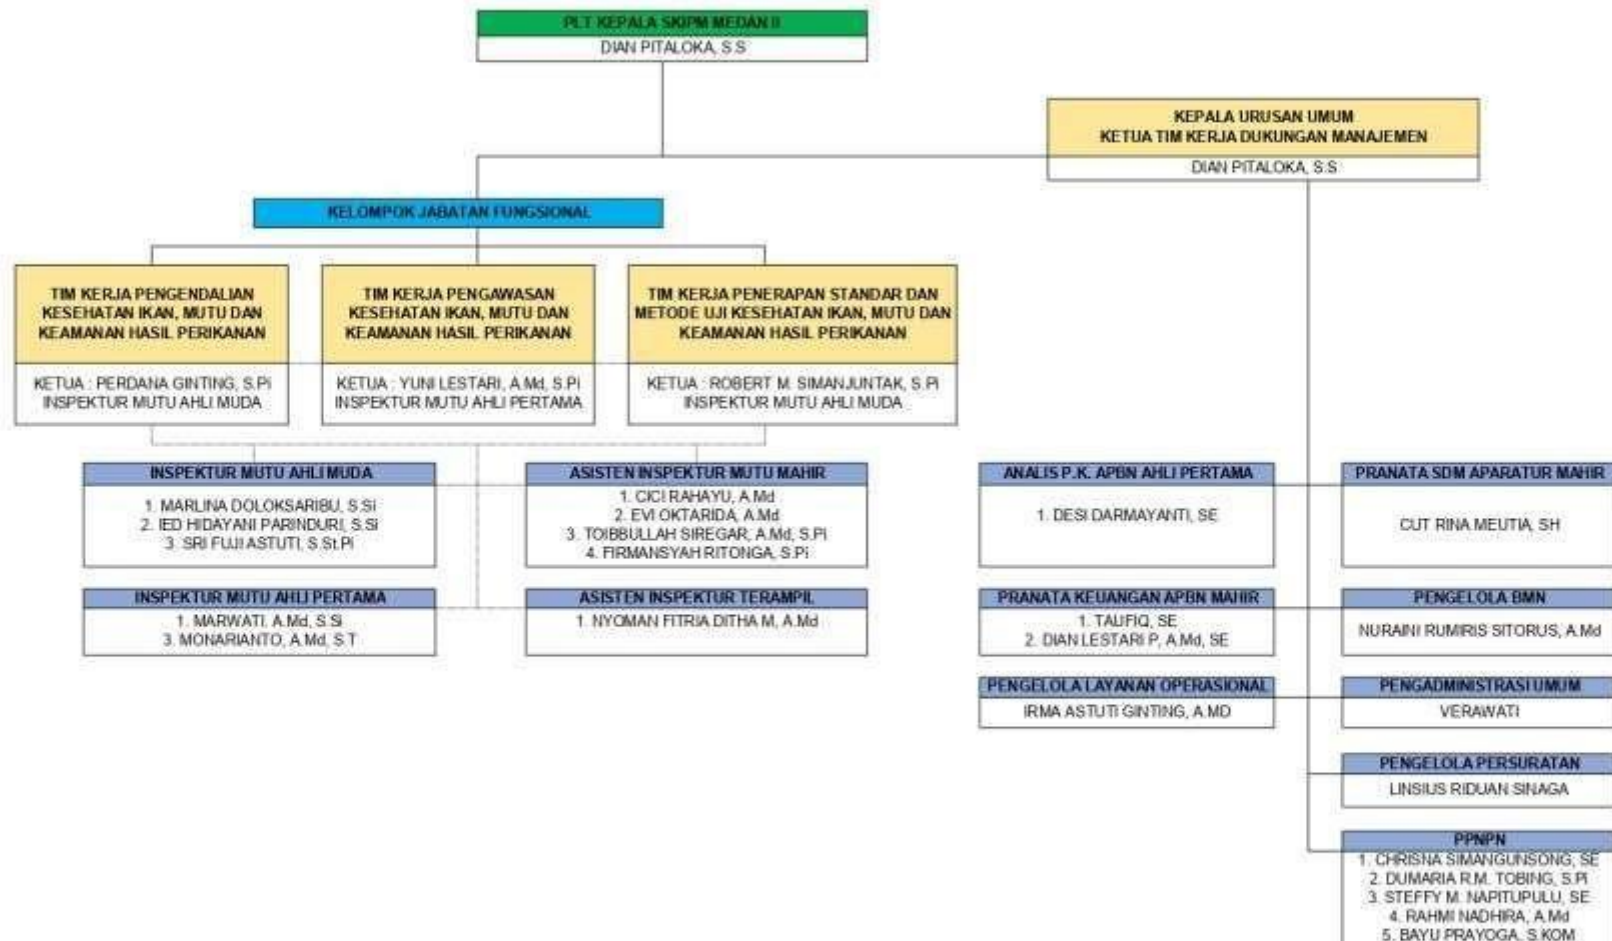 PLT KEPALA SKIPM MEDAN II
DIAN PITALOKA, S.S
KEPALA URUSAN UMUM
KETUA TIM KERJA DUKUNGAN MANAJEMEN
DIAN PITALOKA, S.S
KELOMPOK JABATAN FUNGSIONAL
TIM KERJA PENGENDALIAN
KESEHATAN IKAN, MUTU DAN
KEAMANAN HASIL PERIKANAN
KETUA : PERDANA GINTING, S.Pi
INSPEKTUR MUTU AHLI MUDA
TIM KERJA PENGAWASAN
KESEHATAN IKAN, MUTU DAN
KEAMANAN HASIL PERIKANAN
KETUA : YUNI LESTARI, A.Md, S.Pi
INSPEKTUR MUTU AHLI PERTAMA
TIM KERJA PENERAPAN STANDAR DAN
METODE UJI KESEHATAN IKAN, MUTU DAN
KEAMANAN HASIL PERIKANAN
KETUA : ROBERT M. SIMANJUNTAK, S.Pi
INSPEKTUR MUTU AHLI MUDA
INSPEKTUR MUTU AHLI MUDA
1. MARLINA DOLOKSARIBU, S.Si
2. IED HIDAYANI PARINDURI, S.Si
3. SRI FUJI ASTUTI, S.St.Pi
ASISTEN INSPEKTUR MUTU MAHIR
1. CICI RAHAYU, A.Md
2. EVI OKTARIDA, A.Md
3. TOIBBULLAH SIREGAR, A.Md, S.Pi
4. FIRMANSYAH RITONGA, S.Pi
INSPEKTUR MUTU AHLI PERTAMA
1. MARWATI, A.Md, S.Si
3. MONARIANTO, A.Md, S.T
ASISTEN INSPEKTUR TERAMPIL
1. NYOMAN FITRIA DITHA M, A.Md
ANALIS P.K. APBN AHLI PERTAMA
1. DESI DARMAYANTI, SE
PRANATA SDM APARATUR MAHIR
CUT RINA MEUTIA, SH
PRANATA KEUANGAN APBN MAHIR
1. TAUFIQ, SE
2. DIAN LESTARI P, A.Md, SE
PENGELOLA BMN
NURAINI RUMIRIS SITORUS, A.Md
PENGELOLA LAYANAN OPERASIONAL
IRMA ASTUTI GINTING, A.MD
PENGADMINISTRASI UMUM
VERAWATI
PENGELOLA PERSURATAN
LINSIUS RIDUAN SINAGA
PPNPN
1. CHRISNA SIMANGUNSONG, SE
2. DUMARIA R.M. TOBING, S.Pi
3. STEFFY M. NAPITUPULU, SE
4. RAHMI NADHIRA, A.Md
5. BAYU PRAYOGA, S.KOM